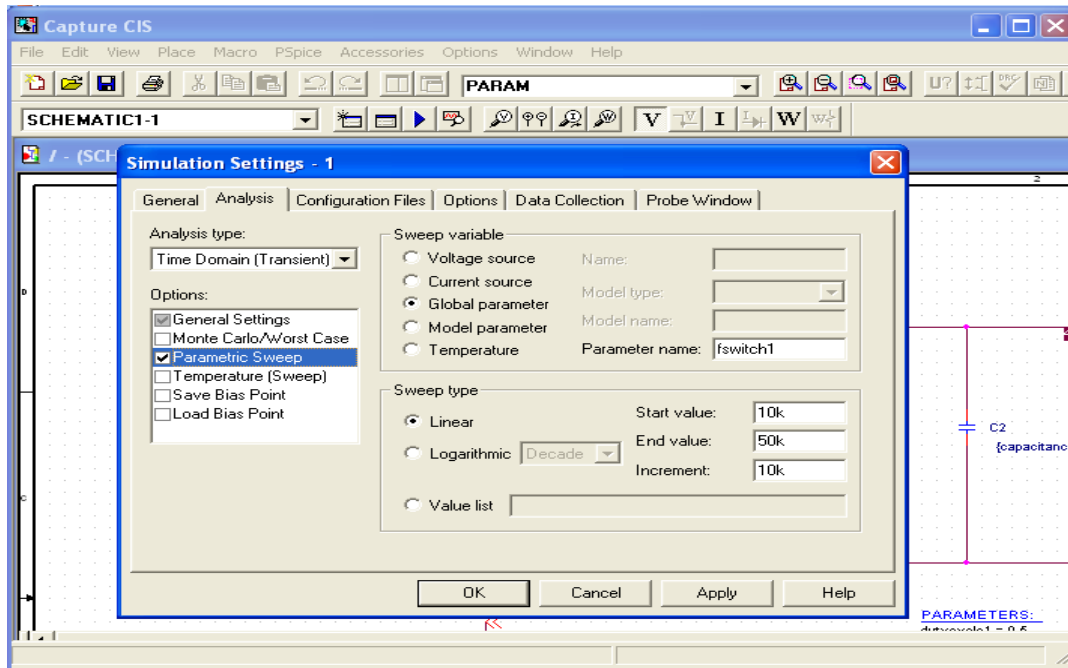 Capture CIS
File Edit View Place Macro PSpice Accessories Options Window Help
PARAM
U?
DRC
SCHEMATIC1-1
V V I I W W
/ - (SCH
2
Simulation Settings - 1
General Analysis Configuration Files Options Data Collection Probe Window
Analysis type:
Time Domain (Transient)
Options:
General Settings
Monte Carlo/Worst Case
Parametric Sweep
Temperature (Sweep)
Save Bias Point
Load Bias Point
Sweep variable
Voltage source
Current source
Global parameter
Model parameter
Temperature
Name:
Model type:
Model name:
Parameter name: fswitch1
Sweep type
Linear
Logarithmic Decade
Value list
Start value: 10k
End value: 50k
Increment: 10k
OK Cancel Apply Help
D
C
C2
{capacitanc
PARAMETERS: